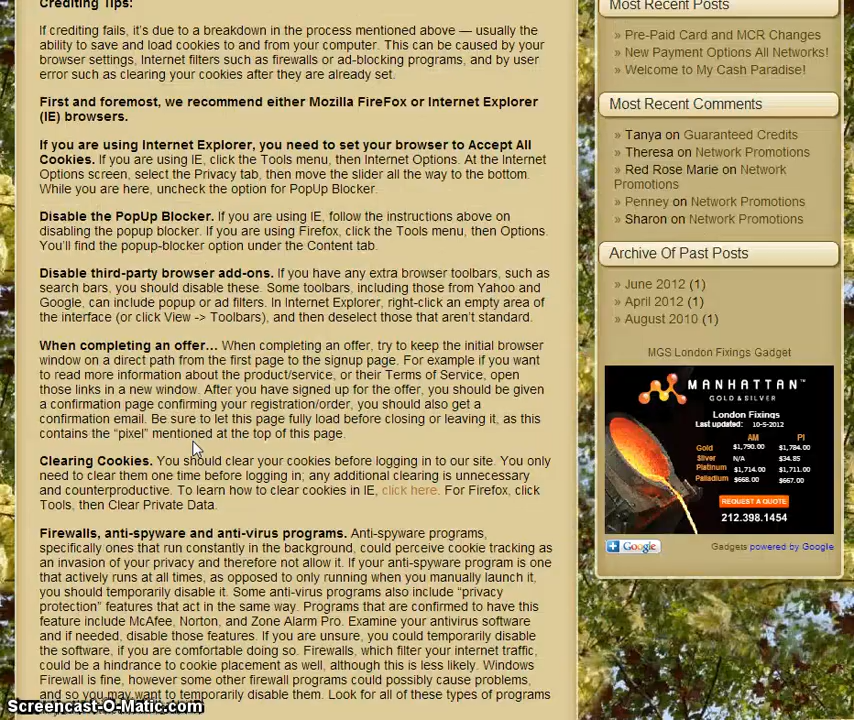 Crediting Tips:
If crediting fails, it's due to a breakdown in the process mentioned above — usually the
ability to save and load cookies to and from your computer. This can be caused by your
browser settings, Internet filters such as firewalls or ad-blocking programs, and by user
error such as clearing your cookies after they are already set.
First and foremost, we recommend either Mozilla FireFox or Internet Explorer
(IE) browsers.
If you are using Internet Explorer, you need to set your browser to Accept All
Cookies. If you are using IE, click the Tools menu, then Internet Options. At the Internet
Options screen, select the Privacy tab, then move the slider all the way to the bottom.
While you are here, uncheck the option for PopUp Blocker.
Disable the PopUp Blocker. If you are using IE, follow the instructions above on
disabling the popup blocker. If you are using Firefox, click the Tools menu, then Options.
You'll find the popup-blocker option under the Content tab.
Disable third-party browser add-ons. If you have any extra browser toolbars, such as
search bars, you should disable these. Some toolbars, including those from Yahoo and
Google, can include popup or ad filters. In Internet Explorer, right-click an empty area of
the interface (or click View -> Toolbars), and then deselect those that aren't standard.
When completing an offer… When completing an offer, try to keep the initial browser
window on a direct path from the first page to the signup page. For example if you want
to read more information about the product/service, or their Terms of Service, open
those links in a new window. After you have signed up for the offer, you should be given
a confirmation page confirming your registration/order, you should also get a
confirmation email. Be sure to let this page fully load before closing or leaving it, as this
contains the “pixel” mentioned at the top of this page.
Clearing Cookies. You should clear your cookies before logging in to our site. You only
need to clear them one time before logging in; any additional clearing is unnecessary
and counterproductive. To learn how to clear cookies in IE, click here. For Firefox, click
Tools, then Clear Private Data.
Firewalls, anti-spyware and anti-virus programs. Anti-spyware programs,
specifically ones that run constantly in the background, could perceive cookie tracking as
an invasion of your privacy and therefore not allow it. If your anti-spyware program is one
that actively runs at all times, as opposed to only running when you manually launch it,
you should temporarily disable it. Some anti-virus programs also include “privacy
protection” features that act in the same way. Programs that are confirmed to have this
feature include McAfee, Norton, and Zone Alarm Pro. Examine your antivirus software
and if needed, disable those features. If you are unsure, you could temporarily disable
the software, if you are comfortable doing so. Firewalls, which filter your internet traffic,
could be a hindrance to cookie placement as well, although this is less likely. Windows
Firewall is fine, however some other firewall programs could possibly cause problems,
and so you may want to temporarily disable them. Look for all of these types of programs
Screencast-O-Matic.com
Most Recent Posts
» Pre-Paid Card and MCR Changes
» New Payment Options All Networks!
» Welcome to My Cash Paradise!
Most Recent Comments
» Tanya on Guaranteed Credits
» Theresa on Network Promotions
» Red Rose Marie on Network
Promotions
» Penney on Network Promotions
» Sharon on Network Promotions
Archive Of Past Posts
» June 2012 (1)
» April 2012 (1)
» August 2010 (1)
MGS London Fixings Gadget
MANHATTAN™
GOLD & SILVER
London Fixings
Last updated: 10-5-2012
AM PI
Gold $1,790.00 $1,784.00
Silver N/A $34.85
Platinum $1,714.00 $1,711.00
Palladium $668.00 $667.00
REQUEST A QUOTE
212.398.1454
+ Google
Gadgets powered by Google